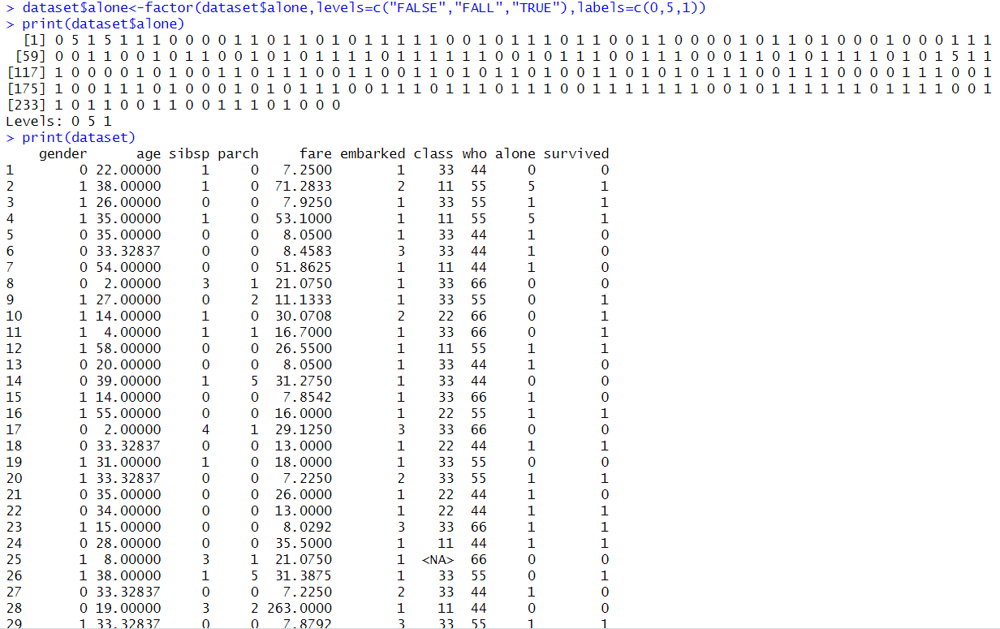 dataset$alone<-factor(dataset$alone,levels=c("FALSE","FALL","TRUE"),labels=c(0,5,1))
> print(dataset$alone)
[1] 0 5 1 5 1 1 1 0 0 0 0 1 1 0 1 1 0 1 0 1 1 1 1 1 0 0 1 0 1 1 1 0 1 1 0 0 1 1 0 0 0 0 1 0 1 1 0 1 0 0 0 1 0 0 0 1 1 1
[59] 0 0 1 1 0 0 1 0 1 1 0 0 1 0 1 0 1 1 1 1 0 1 1 1 1 1 1 0 0 1 0 1 1 1 0 0 1 1 1 0 0 0 1 1 0 1 0 1 1 1 1 0 1 0 1 5 1 1
[117] 1 0 0 0 0 1 0 1 0 0 1 1 0 1 1 1 0 0 1 1 0 0 1 1 0 1 0 1 1 0 1 0 0 1 1 0 1 0 1 0 1 1 1 0 0 1 1 1 0 0 0 0 1 1 1 0 0 1
[175] 1 0 0 1 1 1 0 1 0 0 0 1 0 1 0 1 1 1 0 0 1 1 1 0 1 1 1 0 1 1 1 0 0 1 1 1 1 1 1 1 0 0 1 0 1 1 1 1 1 1 0 1 1 1 1 0 0 1
[233] 1 0 1 1 0 0 1 1 0 0 1 1 1 0 1 0 0 0
Levels: 0 5 1
> print(dataset)
gender age sibsp parch fare embarked class who alone survived
1 0 22.00000 1 0 7.2500 1 33 44 0 0
2 1 38.00000 1 0 71.2833 2 11 55 5 1
3 1 26.00000 0 0 7.9250 1 33 55 1 1
4 1 35.00000 1 0 53.1000 1 11 55 5 1
5 0 35.00000 0 0 8.0500 1 33 44 1 0
6 0 33.32837 0 0 8.4583 3 33 44 1 0
7 0 54.00000 0 0 51.8625 1 11 44 1 0
8 0 2.00000 3 1 21.0750 1 33 66 0 0
9 1 27.00000 0 2 11.1333 1 33 55 0 1
10 1 14.00000 1 0 30.0708 2 22 66 0 1
11 1 4.00000 1 1 16.7000 1 33 66 0 1
12 1 58.00000 0 0 26.5500 1 11 55 1 1
13 0 20.00000 0 0 8.0500 1 33 44 1 0
14 0 39.00000 1 5 31.2750 1 33 44 0 0
15 1 14.00000 0 0 7.8542 1 33 66 1 0
16 1 55.00000 0 0 16.0000 1 22 55 1 1
17 0 2.00000 4 1 29.1250 3 33 66 0 0
18 0 33.32837 0 0 13.0000 1 22 44 1 1
19 1 31.00000 1 0 18.0000 1 33 55 0 0
20 1 33.32837 0 0 7.2250 2 33 55 1 1
21 0 35.00000 0 0 26.0000 1 22 44 1 0
22 0 34.00000 0 0 13.0000 1 22 44 1 1
23 1 15.00000 0 0 8.0292 3 33 66 1 1
24 0 28.00000 0 0 35.5000 1 11 44 1 1
25 1 8.00000 3 1 21.0750 1 <NA> 66 0 0
26 1 38.00000 1 5 31.3875 1 33 55 0 1
27 0 33.32837 0 0 7.2250 2 33 44 1 0
28 0 19.00000 3 2 263.0000 1 11 44 0 0
29 1 33.32837 0 0 7.8792 3 33 55 1 1